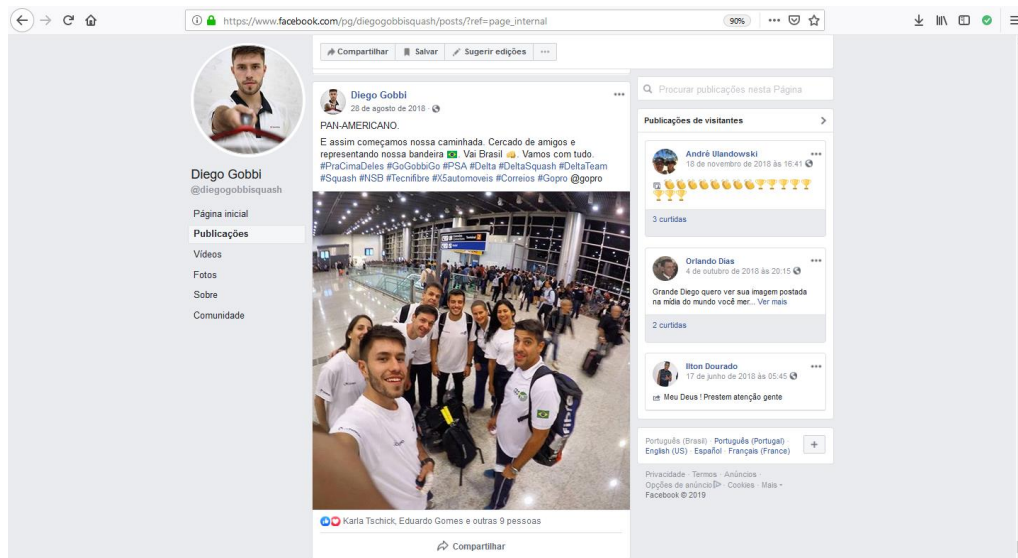 https://www.facebook.com/pg/diegogobbisquash/posts/?ref=page_internal
90%
Compartilhar
Salvar
Sugerir edições
Diego Gobbi
@diegogobbisquash
Página inicial
Publicações
Vídeos
Fotos
Sobre
Comunidade
Diego Gobbi
28 de agosto de 2018
PAN-AMERICANO.
E assim começamos nossa caminhada. Cercado de amigos e
representando nossa bandeira 🇧🇷. Vai Brasil 👊. Vamos com tudo.
#PraCimaDeles #GoGobbiGo #PSA #Delta #DeltaSquash #DeltaTeam
#Squash #NSB #Tecnifibre #X5automoveis #Correios #Gopro @gopro
Karla Tschick, Eduardo Gomes e outras 9 pessoas
Compartilhar
Procurar publicações nesta Página
Publicações de visitantes
André Ulandowski
18 de novembro de 2018 às 16:41
👏👏👏👏👏👏👏🏆🏆🏆🏆🏆
🏆🏆🏆
3 curtidas
Orlando Dias
4 de outubro de 2018 às 20:15
Grande Diego quero ver sua imagem postada
na mídia do mundo você mer... Ver mais
2 curtidas
Ilton Dourado
17 de junho de 2018 às 05:45
Meu Deus ! Prestem atenção gente
Português (Brasil) · Português (Portugal) ·
English (US) · Español · Français (France)
Privacidade · Termos · Anúncios ·
Opções de anúncio · Cookies · Mais
Facebook © 2019